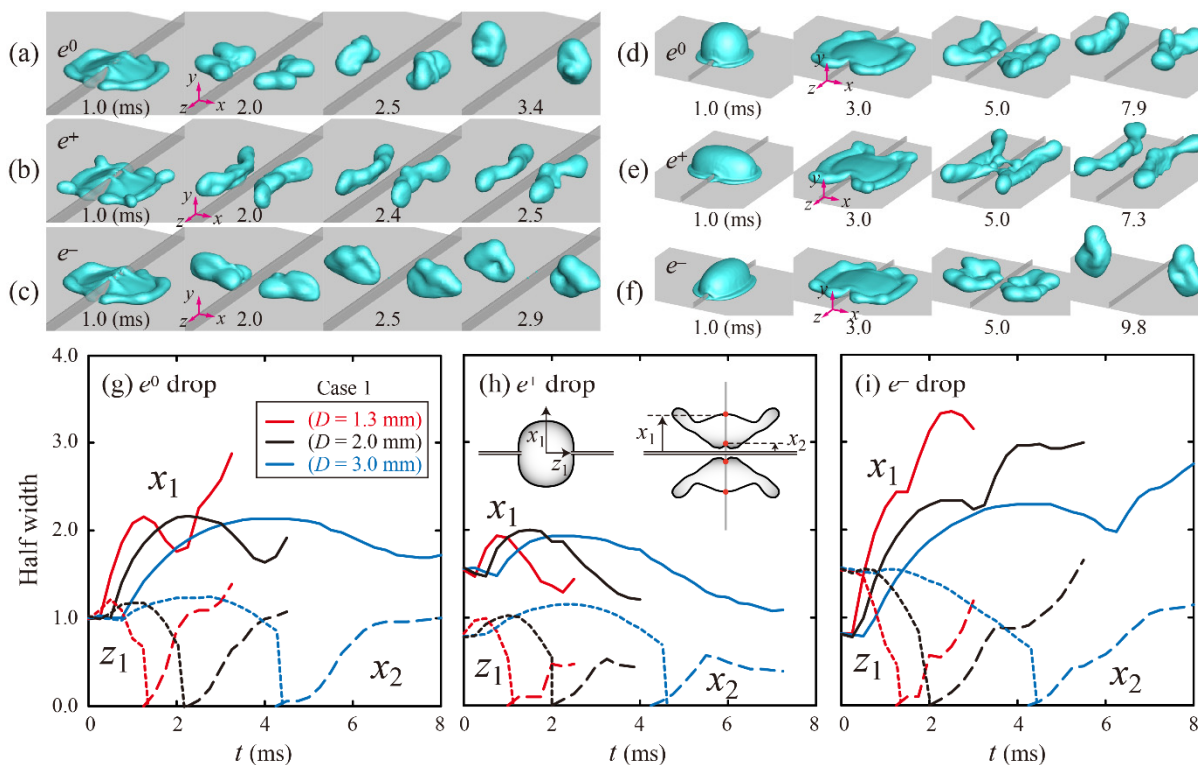 (a) e⁰ 1.0 (ms) 2.0 2.5 3.4
y z x
(b) e⁺ 1.0 (ms) 2.0 2.4 2.5
y z x
(c) e⁻ 1.0 (ms) 2.0 2.5 2.9
y z x
(d) e⁰ 1.0 (ms) 3.0 5.0 7.9
y z x
(e) e⁺ 1.0 (ms) 3.0 5.0 7.3
y z x
(f) e⁻ 1.0 (ms) 3.0 5.0 9.8
y z x
Half width
4.0
3.0
2.0
1.0
0.0
(g) e⁰ drop
Case 1
(D = 1.3 mm)
(D = 2.0 mm)
(D = 3.0 mm)
x₁
z₁
x₂
0 2 4 6 8
t (ms)
(h) e⁺ drop
x₁
z₁
x₁
x₂
x₁
z₁
x₂
0 2 4 6 8
t (ms)
(i) e⁻ drop
x₁
z₁
x₂
0 2 4 6 8
t (ms)